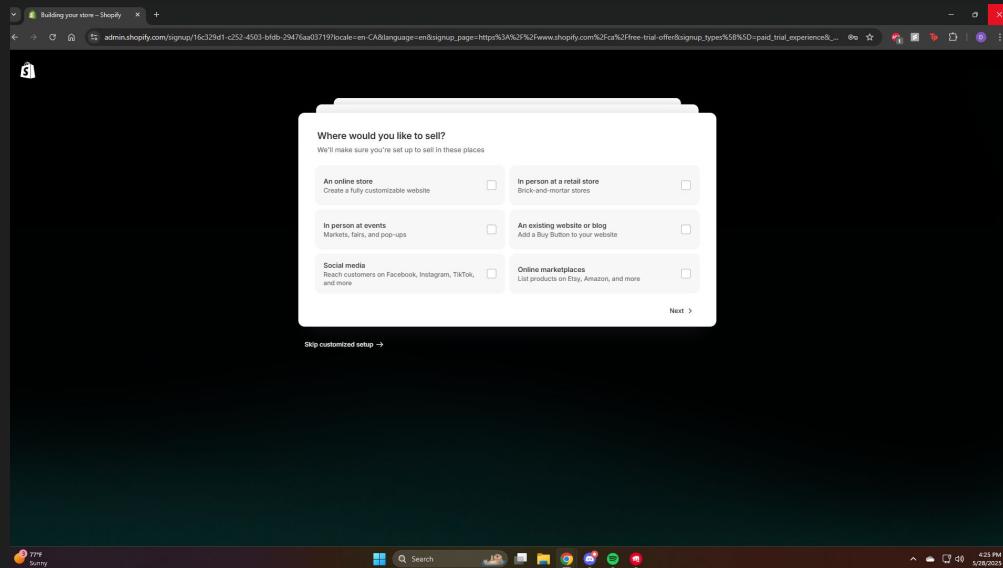 Building your store – Shopify
admin.shopify.com/signup/16c329d1-c252-4503-bfdb-29476aa03719?locale=en-CA&language=en&signup_page=https%3A%2F%2Fwww.shopify.com%2Fca%2Ffree-trial-offer&signup_types%5B%5D=paid_trial_experience&_...
Where would you like to sell?
We'll make sure you're set up to sell in these places
An online store
Create a fully customizable website
In person at a retail store
Brick-and-mortar stores
In person at events
Markets, fairs, and pop-ups
An existing website or blog
Add a Buy Button to your website
Social media
Reach customers on Facebook, Instagram, TikTok,
and more
Online marketplaces
List products on Etsy, Amazon, and more
Next
Skip customized setup →
3
77°F
Sunny
Search
4:25 PM
5/28/2025